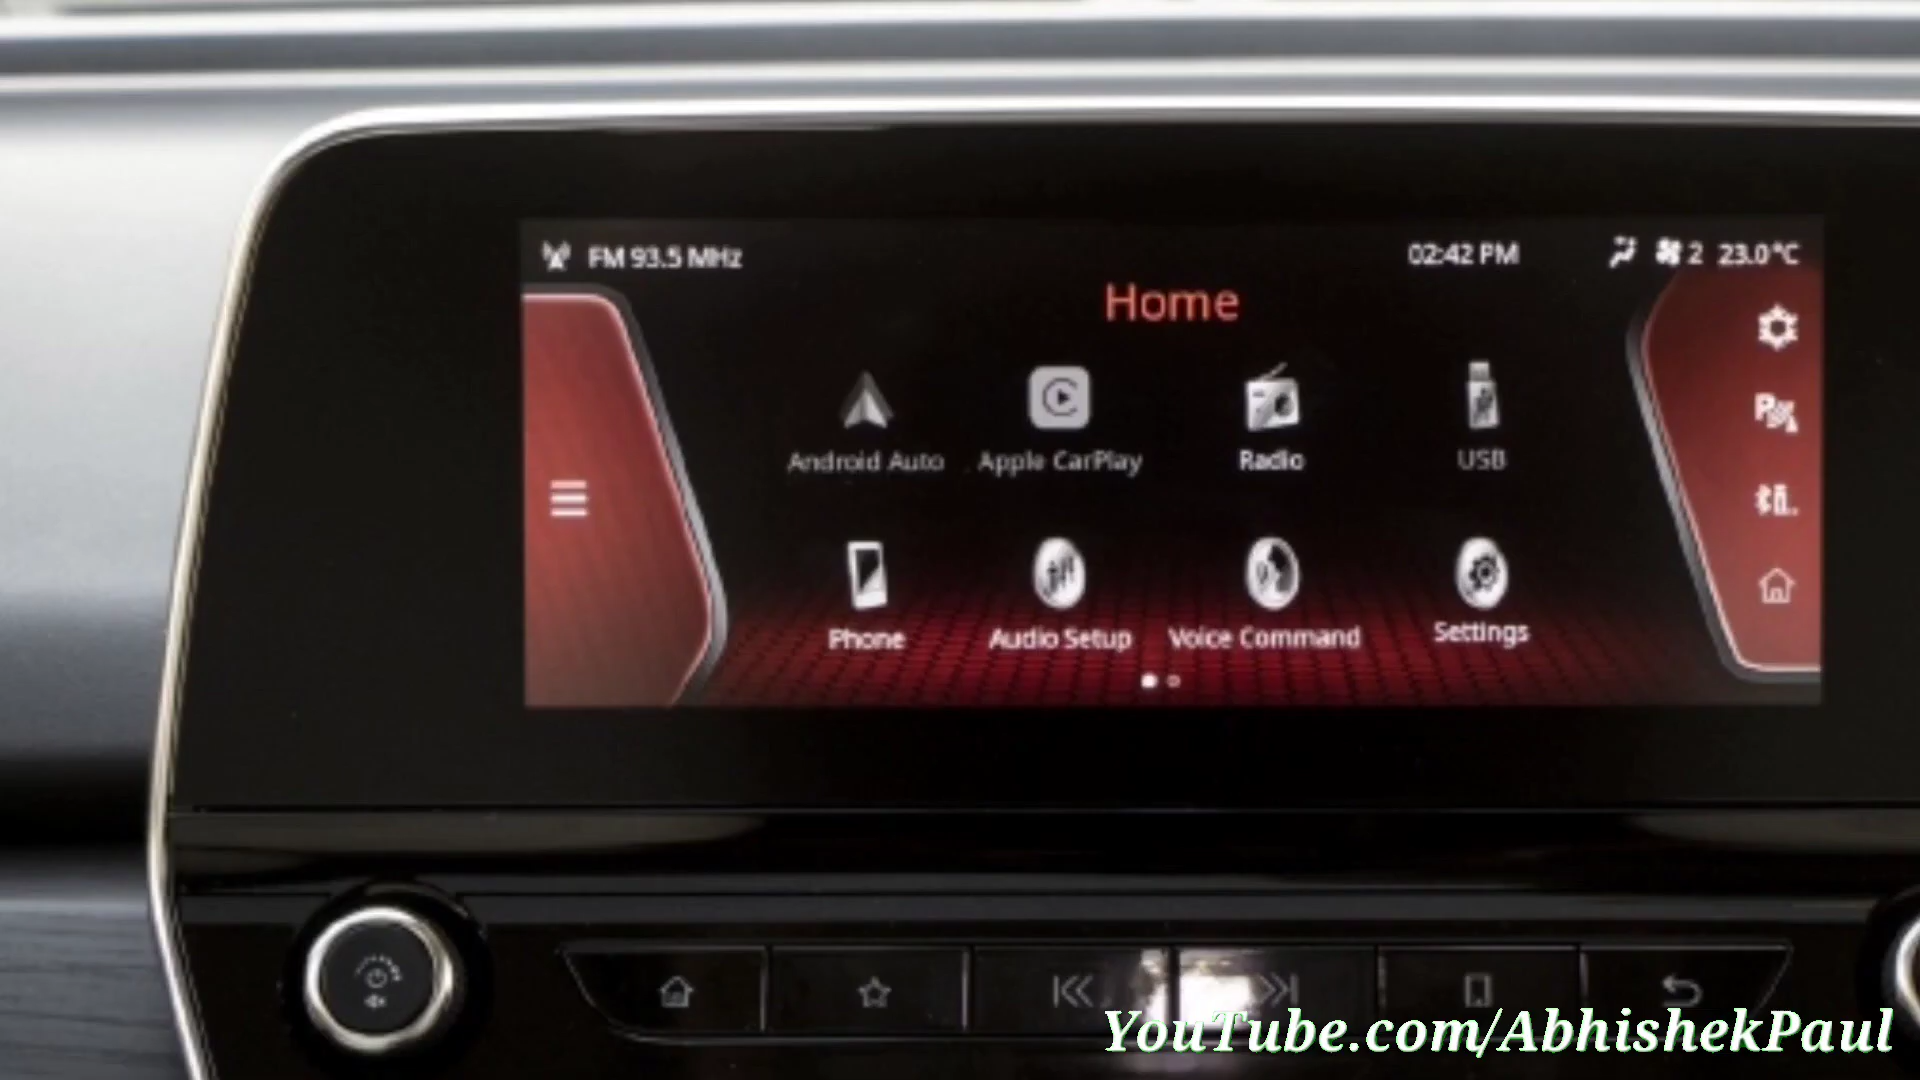 FM 93.5 MHz
02:42 PM
2 23.0°C
Home
Android Auto
Apple CarPlay
Radio
USB
Phone
Audio Setup
Voice Command
Settings
YouTube.com/AbhishekPaul